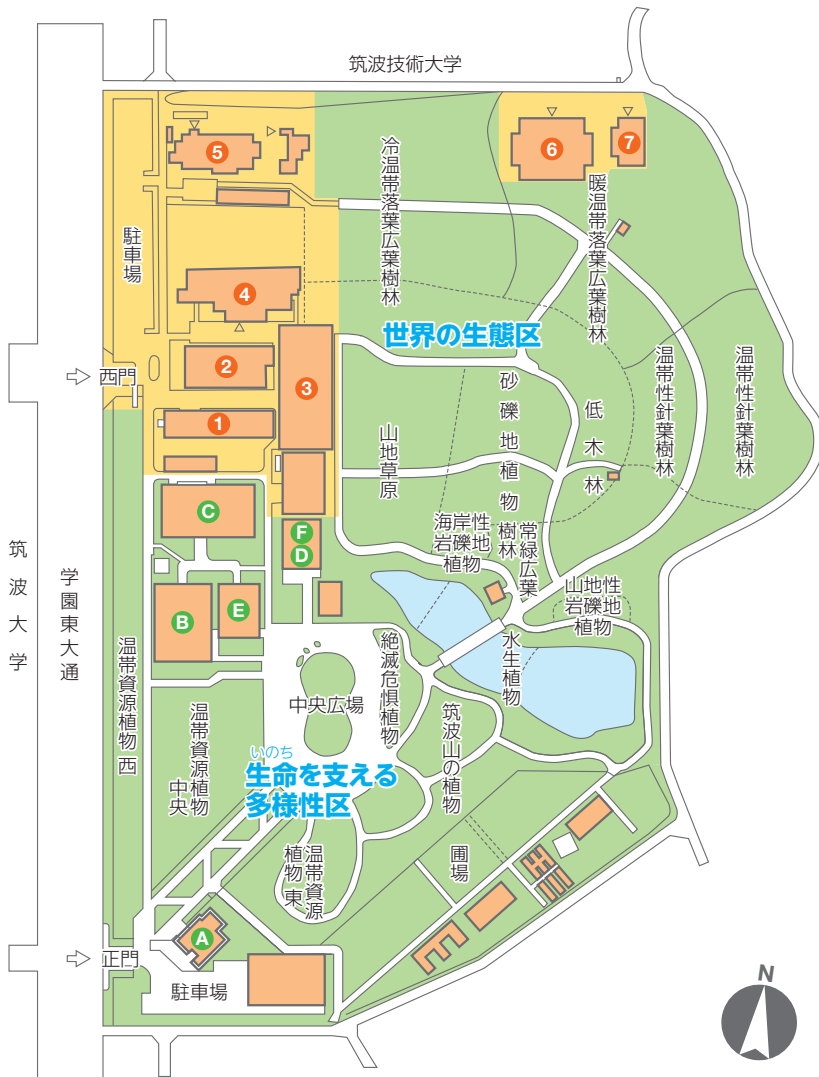 筑波技術大学
5
6
7
冷温帯落葉広葉樹林
暖温帯落葉広葉樹林
駐車場
4
世界の生態区
2
3
西門
1
山地草原
砂礫地植物
低木林
温帯性針葉樹林
温帯性針葉樹林
C
F
D
海岸性
岩礫地
植物
常緑広葉
樹林
山地性
岩礫地
植物
筑波大学
学園東大通
B
E
水生植物
絶滅危惧植物
中央広場
筑波山の植物
温帯資源植物 西
温帯資源植物
中央
いのち
生命を支える
多様性区
温帯資源
植物 東
圃場
A
正門
駐車場
N